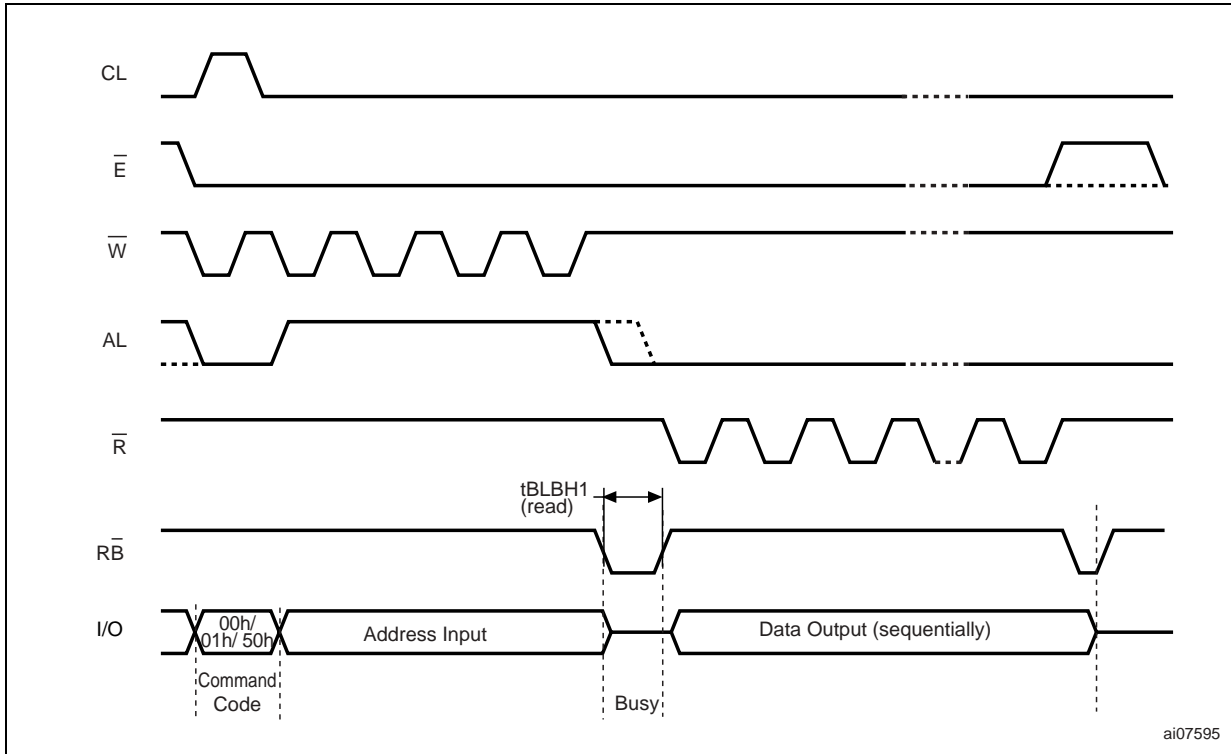 CL
E̅
W̅
AL
R̅
tBLBH1
(read)
RB̅
I/O
00h/
01h/ 50h
Address Input
Data Output (sequentially)
Command
Code
Busy
ai07595